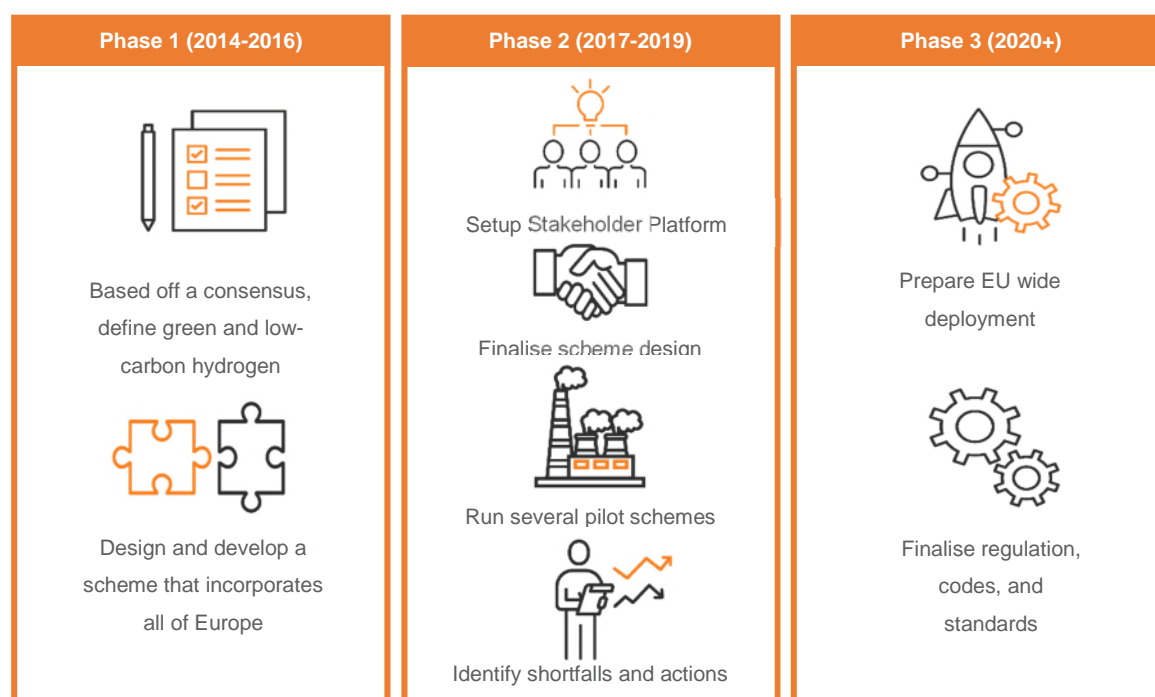 Phase 1 (2014-2016)
Based off a consensus,
define green and low-
carbon hydrogen
Design and develop a
scheme that incorporates
all of Europe
Phase 2 (2017-2019)
Setup Stakeholder Platform
Finalise scheme design
Run several pilot schemes
Identify shortfalls and actions
Phase 3 (2020+)
Prepare EU wide
deployment
Finalise regulation,
codes, and
standards